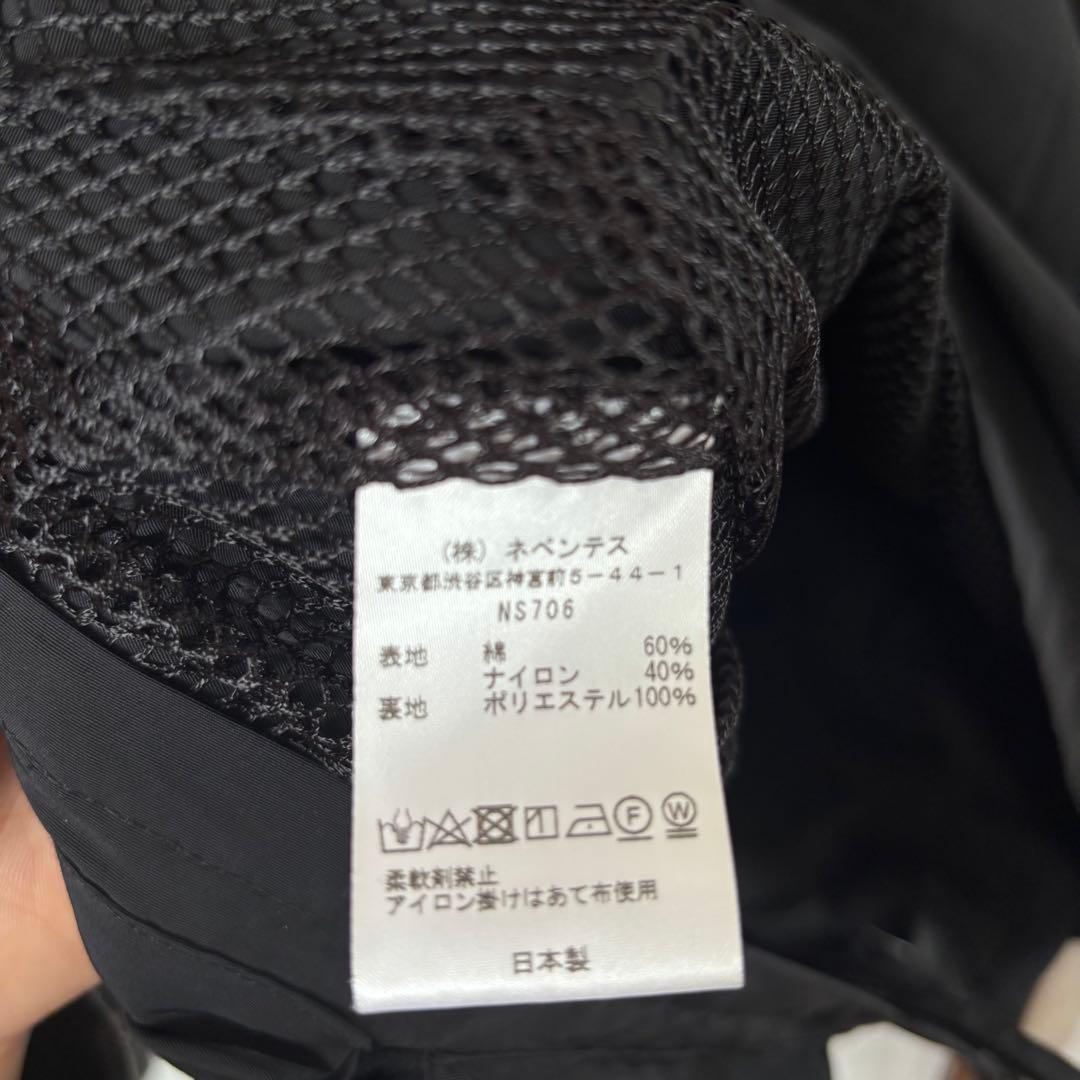 (株) ネペンテス
東京都渋谷区神宮前5-44-1
NS706
表地 綿 60%
ナイロン 40%
裏地 ポリエステル100%
F W
柔軟剤禁止
アイロン掛けはあて布使用
日本製